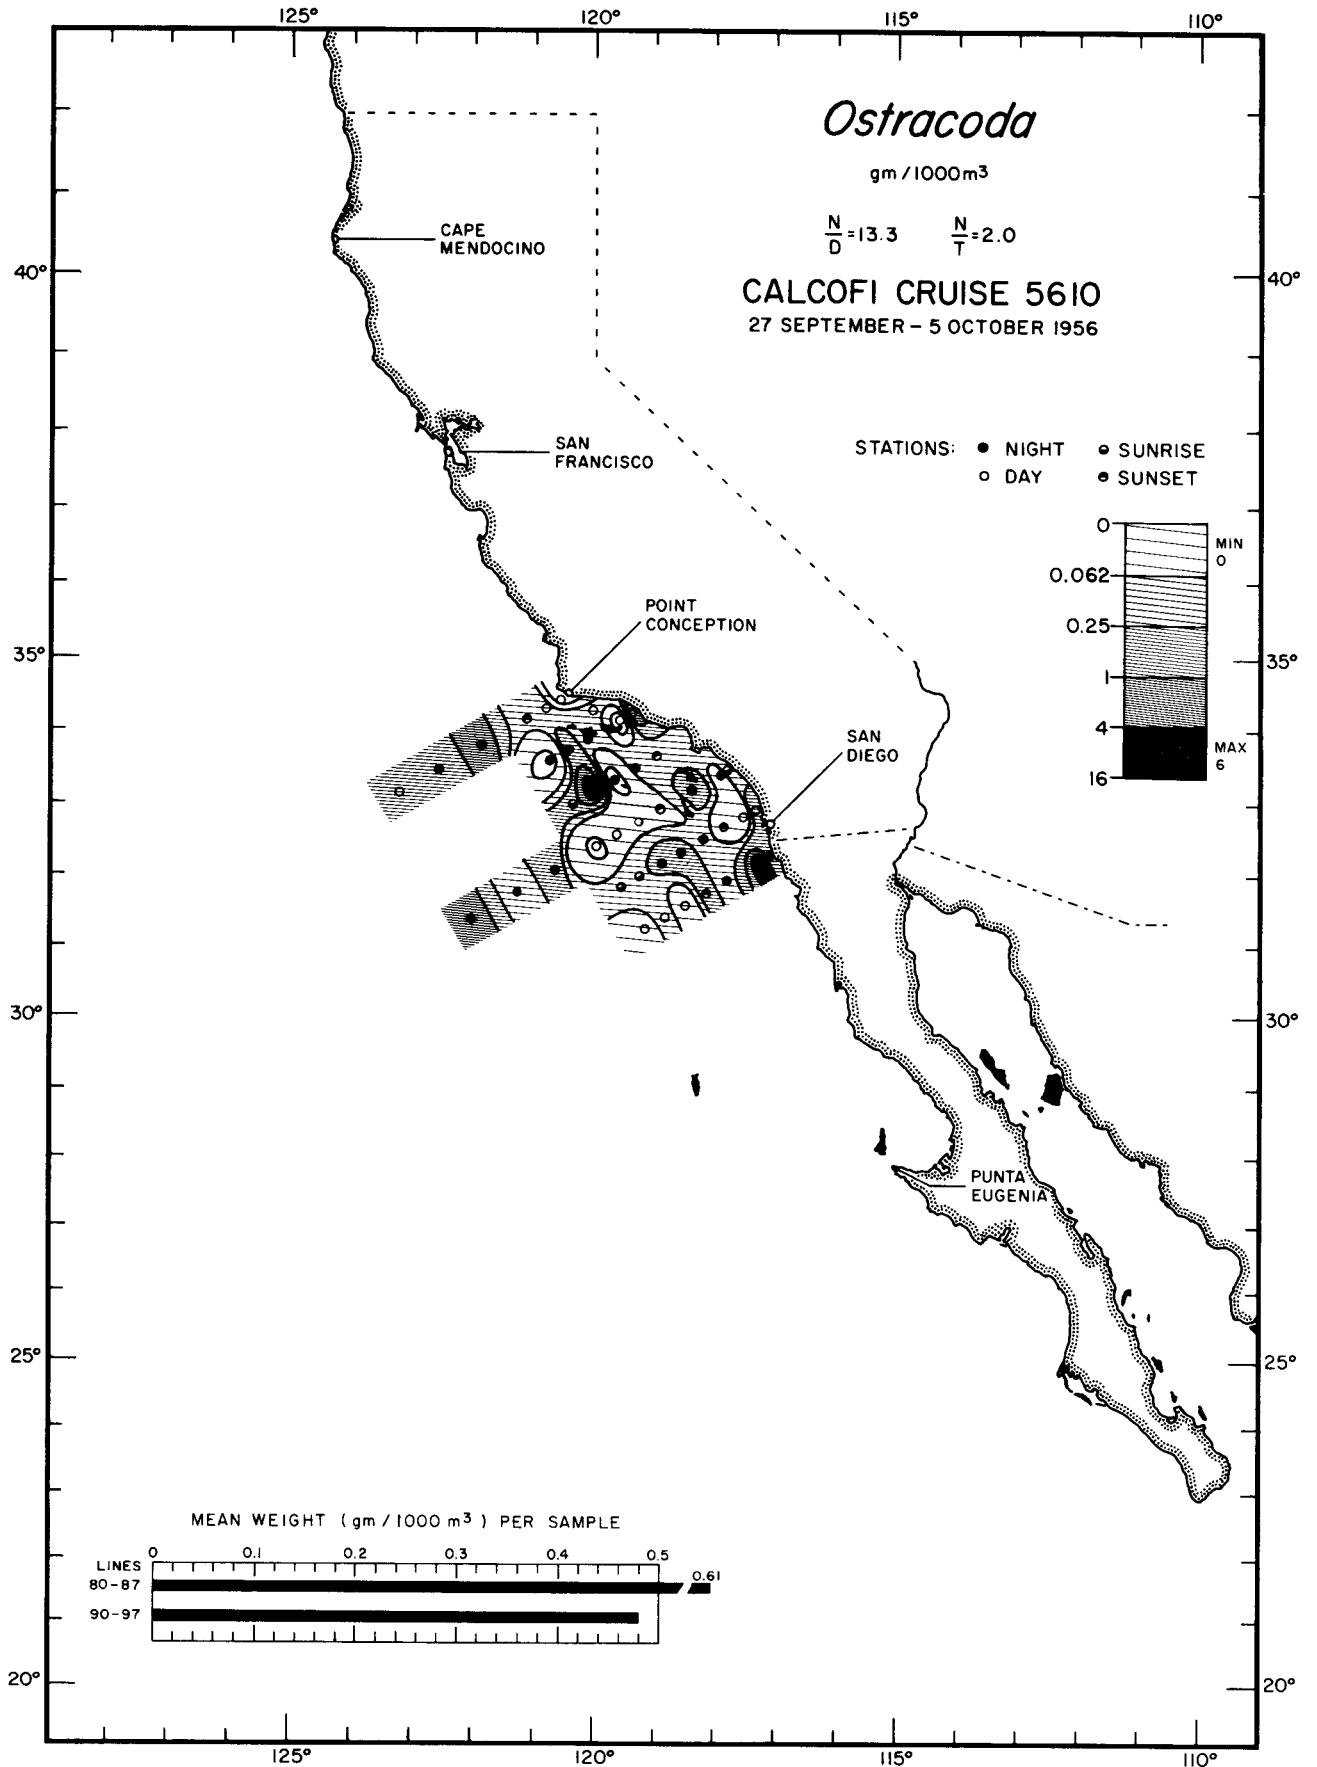 125° 120° 115° 110°
Ostracoda
gm/1000m³
N/D=13.3 N/T=2.0
CALCOFI CRUISE 5610
27 SEPTEMBER – 5 OCTOBER 1956
CAPE
MENDOCINO
40° 40°
SAN
FRANCISCO
STATIONS: NIGHT SUNRISE
DAY SUNSET
0
MIN
0
0.062
0.25
1
4
MAX
6
16
POINT
CONCEPTION
35° 35°
SAN
DIEGO
30° 30°
PUNTA
EUGENIA
25° 25°
MEAN WEIGHT (gm/1000 m³) PER SAMPLE
0 0.1 0.2 0.3 0.4 0.5
LINES
80-87 0.61
90-97
20° 20°
125° 120° 115° 110°